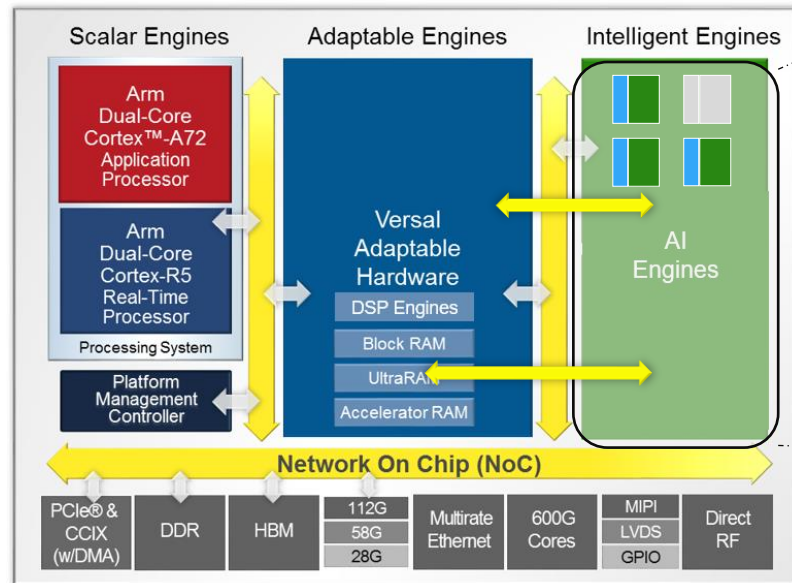 Scalar Engines
Adaptable Engines
Intelligent Engines
Arm
Dual-Core
Cortex™-A72
Application
Processor
Arm
Dual-Core
Cortex-R5
Real-Time
Processor
Processing System
Platform
Management
Controller
Versal
Adaptable
Hardware
DSP Engines
Block RAM
UltraRAM
Accelerator RAM
AI
Engines
Network On Chip (NoC)
PCIe® &
CCIX
(w/DMA)
DDR
HBM
112G
58G
28G
Multirate
Ethernet
600G
Cores
MIPI
LVDS
GPIO
Direct
RF